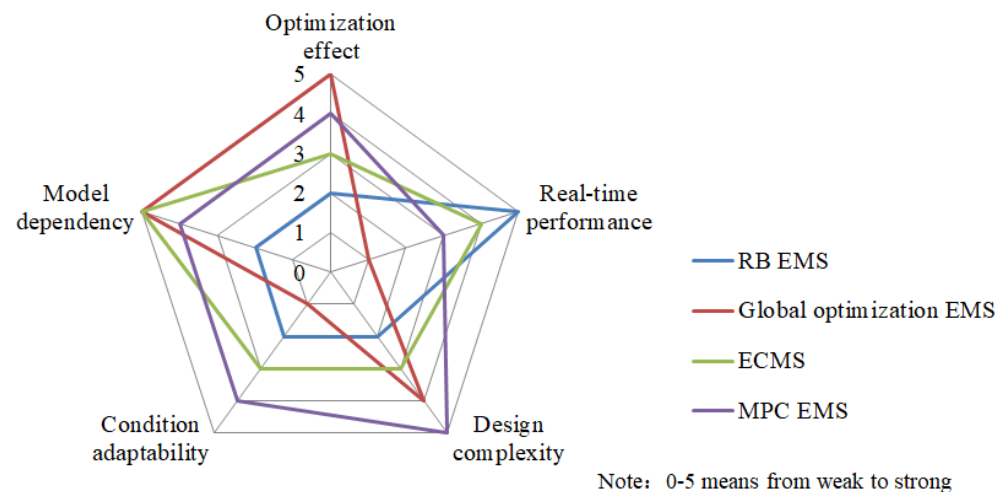 Optimization
effect
5
4
3
2
1
0
Model
dependency
Real-time
performance
Condition
adaptability
Design
complexity
RB EMS
Global optimization EMS
ECMS
MPC EMS
Note：0-5 means from weak to strong